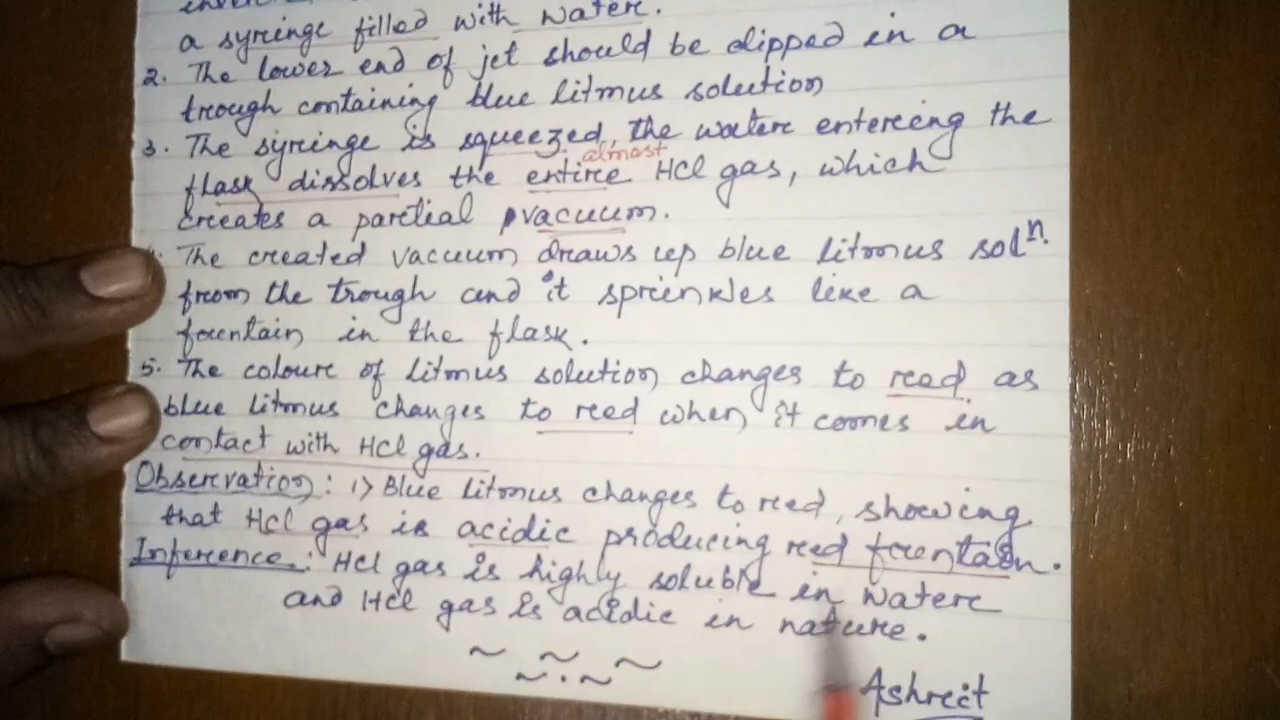 a syringe filled with water.
2. The lower end of jet should be dipped in a
trough containing blue litmus solution
3. The syringe is squeezed, the water entering the
almost
flask dissolves the entire HCl gas, which
creates a partial vacuum.
The created vacuum draws up blue litmus solⁿ.
from the trough and it sprinkles like a
fountain in the flask.
5. The colour of litmus solution changes to red as
blue litmus changes to red when it comes in
contact with HCl gas.
Observation: 1) Blue litmus changes to red, showing
that HCl gas is acidic producing red fountain.
Inference: HCl gas is highly soluble in water
and HCl gas is acidic in nature.
Ashreet